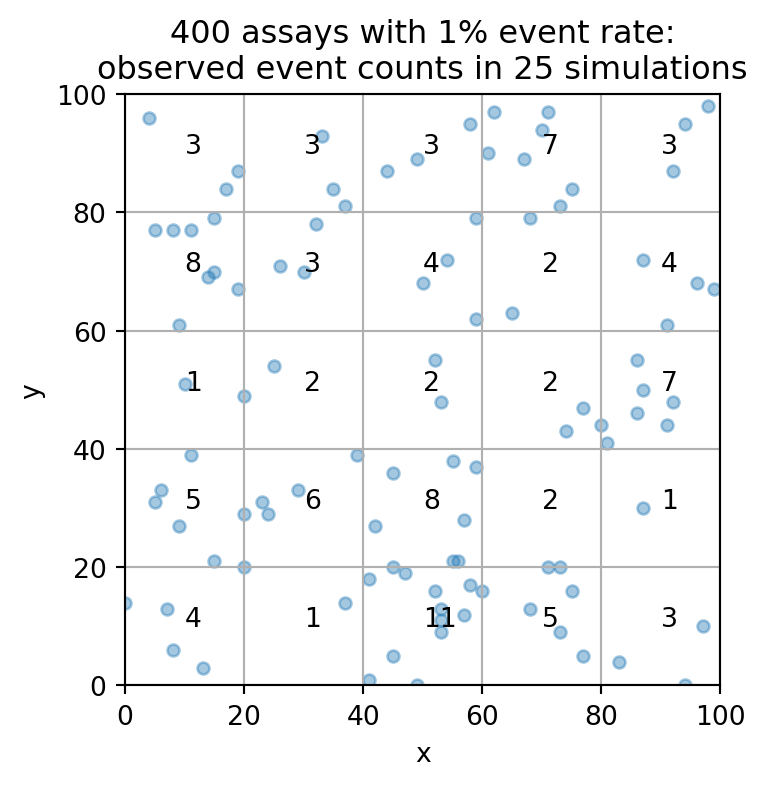 400 assays with 1% event rate:
observed event counts in 25 simulations
100
3 3 3 7 3
80
8 3 4 2 4
60
y
1 2 2 2 7
40
5 6 8 2 1
20
4 1 11 5 3
0
0 20 40 60 80 100
x